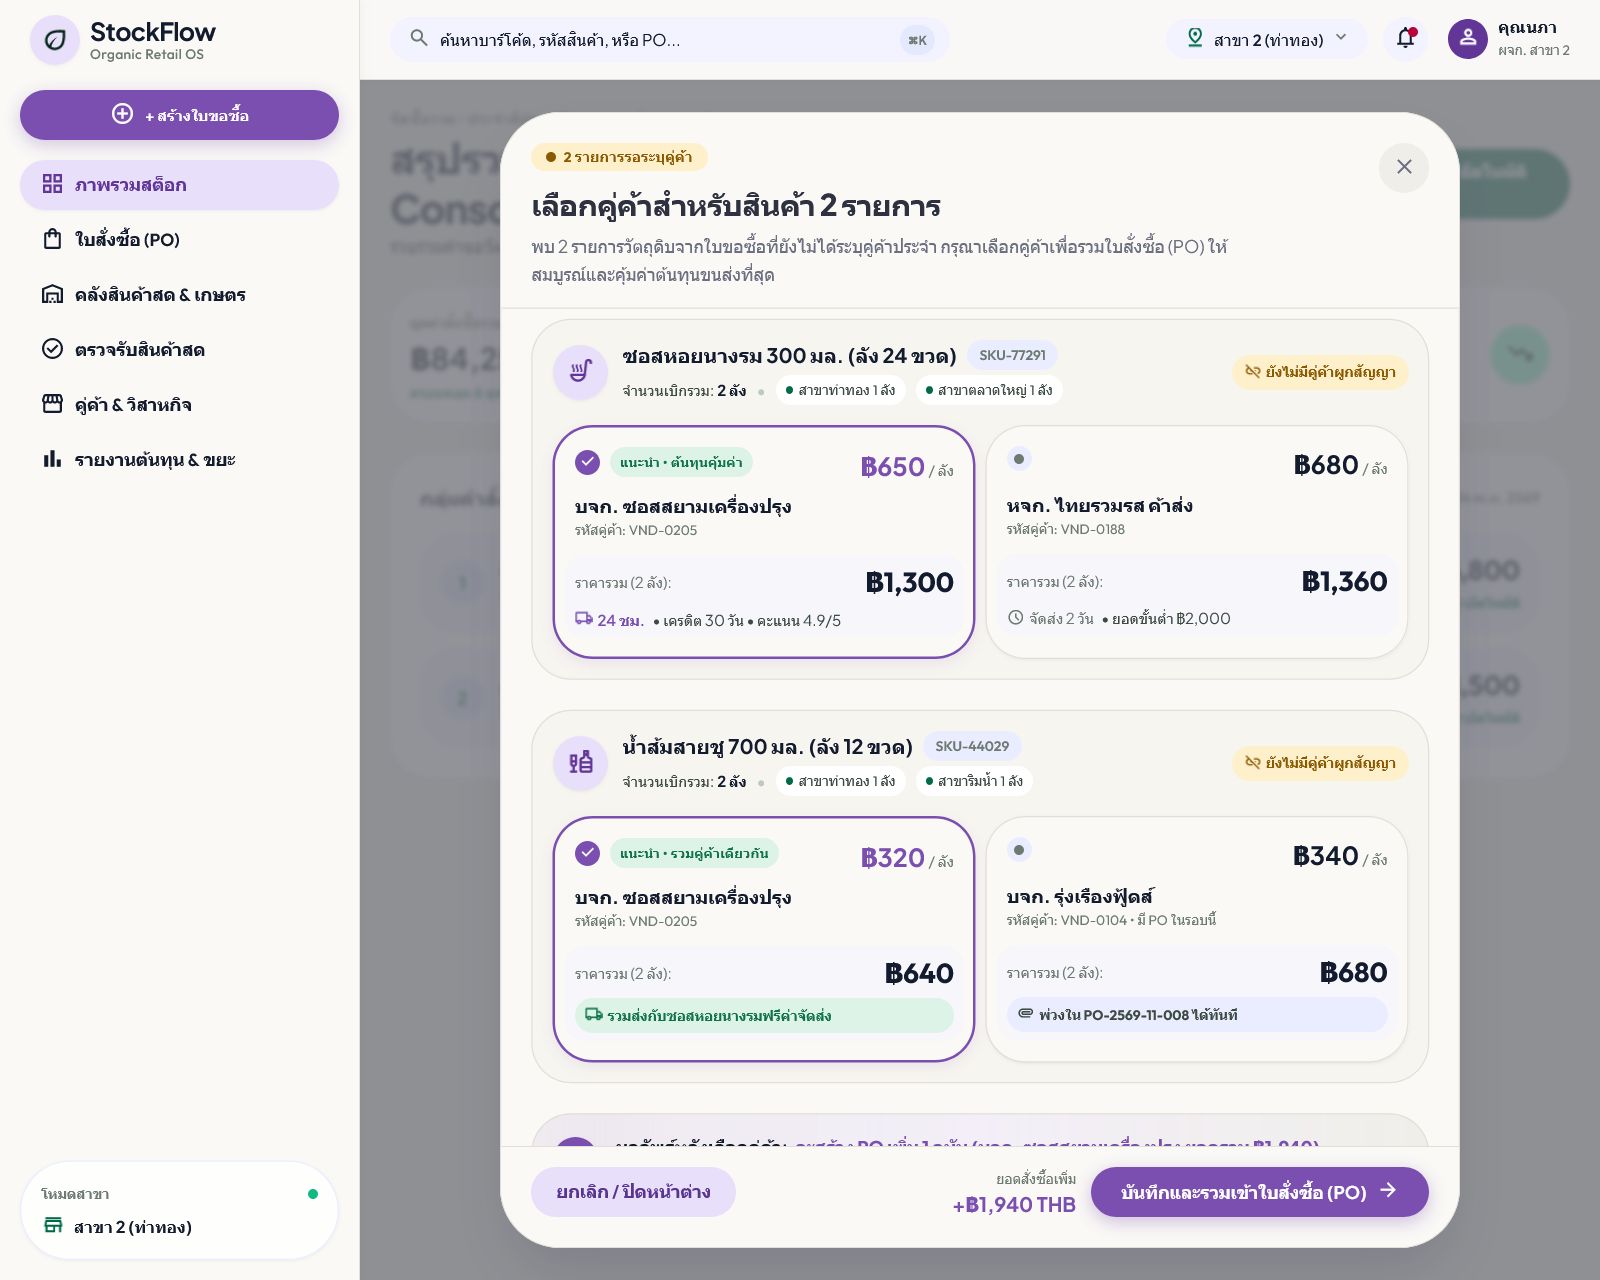 StockFlow
Organic Retail OS
+ สร้างใบขอซื้อ
ภาพรวมสต็อก
ใบสั่งซื้อ (PO)
คลังสินค้าสด & เกษตร
ตรวจรับสินค้าสด
คู่ค้า & วิสาหกิจ
รายงานต้นทุน & ขยะ
โหมดสาขา
สาขา 2 (ท่าทอง)
ค้นหาบาร์โค้ด, รหัสสินค้า, หรือ PO...
⌘K
สาขา 2 (ท่าทอง)
คุณนภา
ผจก. สาขา 2
2 รายการรอระบุคู่ค้า
เลือกคู่ค้าสำหรับสินค้า 2 รายการ
พบ 2 รายการวัตถุดิบจากใบขอซื้อที่ยังไม่ได้ระบุคู่ค้าประจำ กรุณาเลือกคู่ค้าเพื่อรวมใบสั่งซื้อ (PO) ให้
สมบูรณ์และคุ้มค่าต้นทุนขนส่งที่สุด
ซอสหอยนางรม 300 มล. (ลัง 24 ขวด) SKU-77291
จำนวนเบิกรวม: 2 ลัง • สาขาท่าทอง 1 ลัง • สาขาตลาดใหญ่ 1 ลัง
ยังไม่มีคู่ค้าผูกสัญญา
แนะนำ • ต้นทุนคุ้มค่า
฿650 / ลัง
บจก. ซอสสยามเครื่องปรุง
รหัสคู่ค้า: VND-0205
ราคารวม (2 ลัง): ฿1,300
24 ชม. • เครดิต 30 วัน • คะแนน 4.9/5
฿680 / ลัง
หจก. ไทยรวมรส ค้าส่ง
รหัสคู่ค้า: VND-0188
ราคารวม (2 ลัง): ฿1,360
จัดส่ง 2 วัน • ยอดขั้นต่ำ ฿2,000
น้ำส้มสายชู 700 มล. (ลัง 12 ขวด) SKU-44029
จำนวนเบิกรวม: 2 ลัง • สาขาท่าทอง 1 ลัง • สาขาริมน้ำ 1 ลัง
ยังไม่มีคู่ค้าผูกสัญญา
แนะนำ • รวมคู่ค้าเดียวกัน
฿320 / ลัง
บจก. ซอสสยามเครื่องปรุง
รหัสคู่ค้า: VND-0205
ราคารวม (2 ลัง): ฿640
รวมส่งกับซอสหอยนางรมฟรีค่าจัดส่ง
฿340 / ลัง
บจก. รุ่งเรืองฟู้ดส์
รหัสคู่ค้า: VND-0104 • มี PO ในรอบนี้
ราคารวม (2 ลัง): ฿680
พ่วงใน PO-2569-11-008 ได้ทันที
ยกเลิก / ปิดหน้าต่าง
ยอดสั่งซื้อเพิ่ม
+฿1,940 THB
บันทึกและรวมเข้าใบสั่งซื้อ (PO)